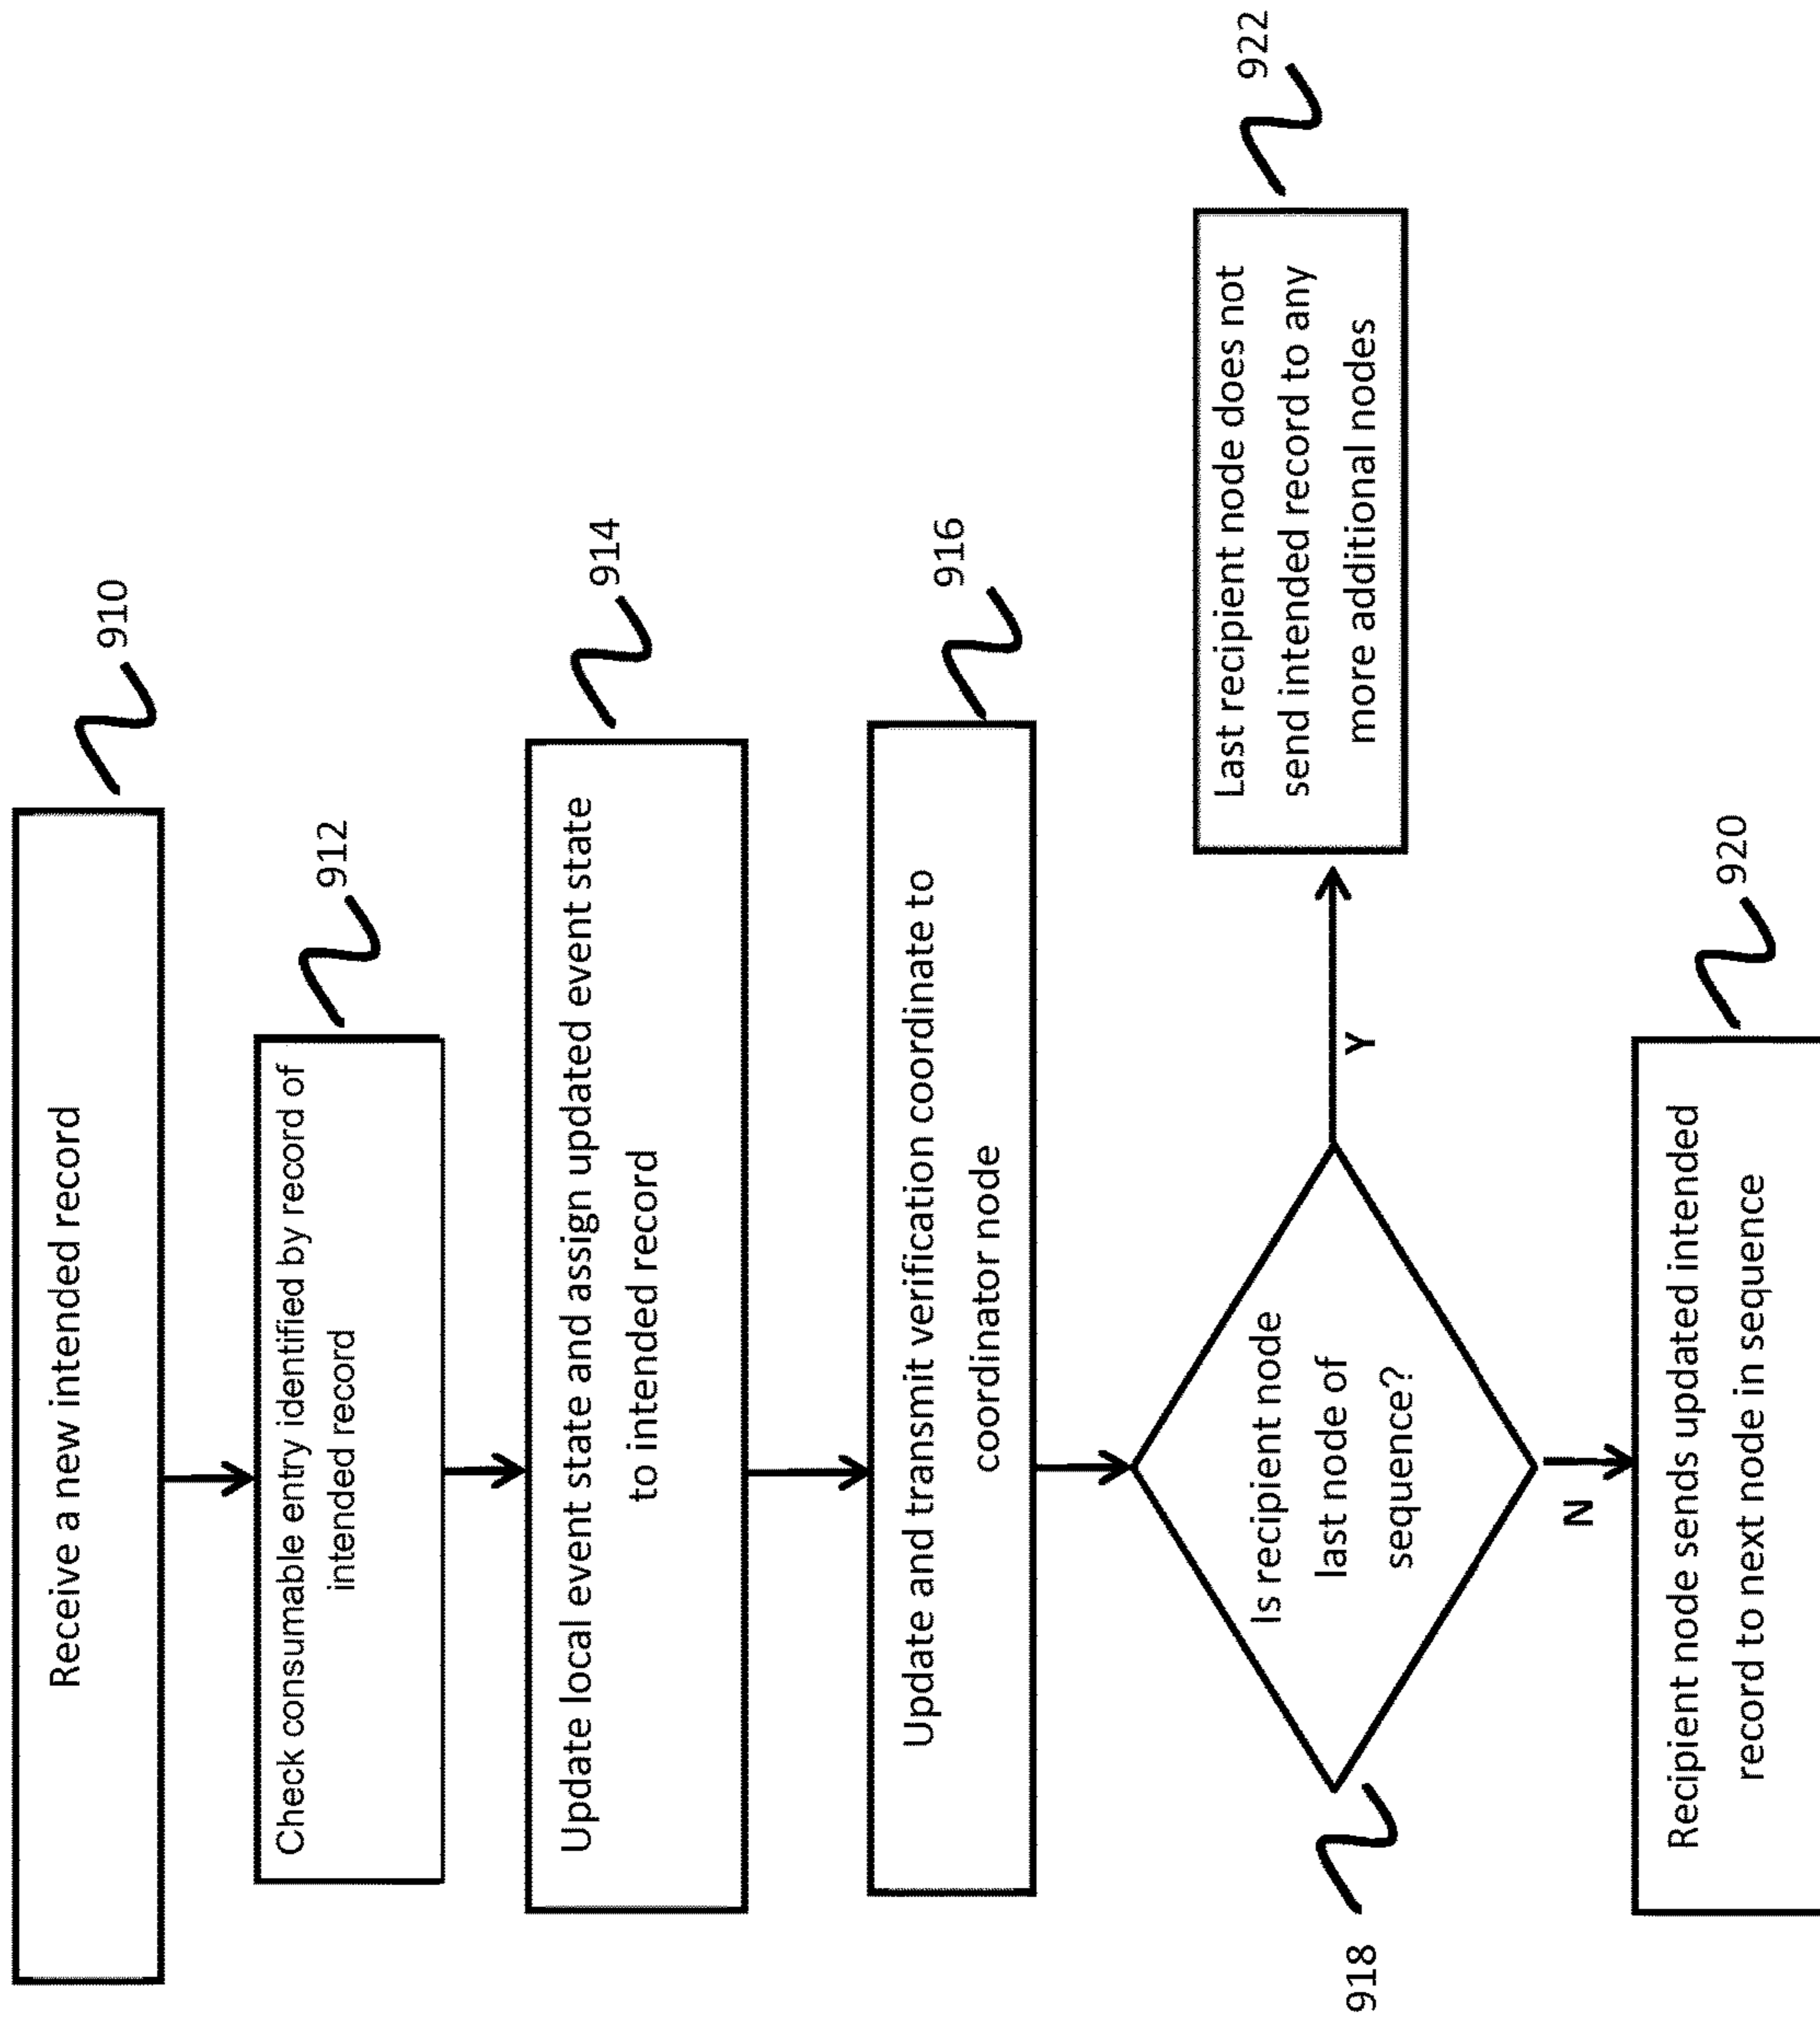 Receive a new intended record
910
Check consumable entry identified by record of
intended record
912
Update local event state and assign updated event state
to intended record
914
Update and transmit verification coordinate to
coordinator node
916
Is recipient node
last node of
sequence?
918
Y
Last recipient node does not
send intended record to any
more additional nodes
922
N
Recipient node sends updated intended
record to next node in sequence
920